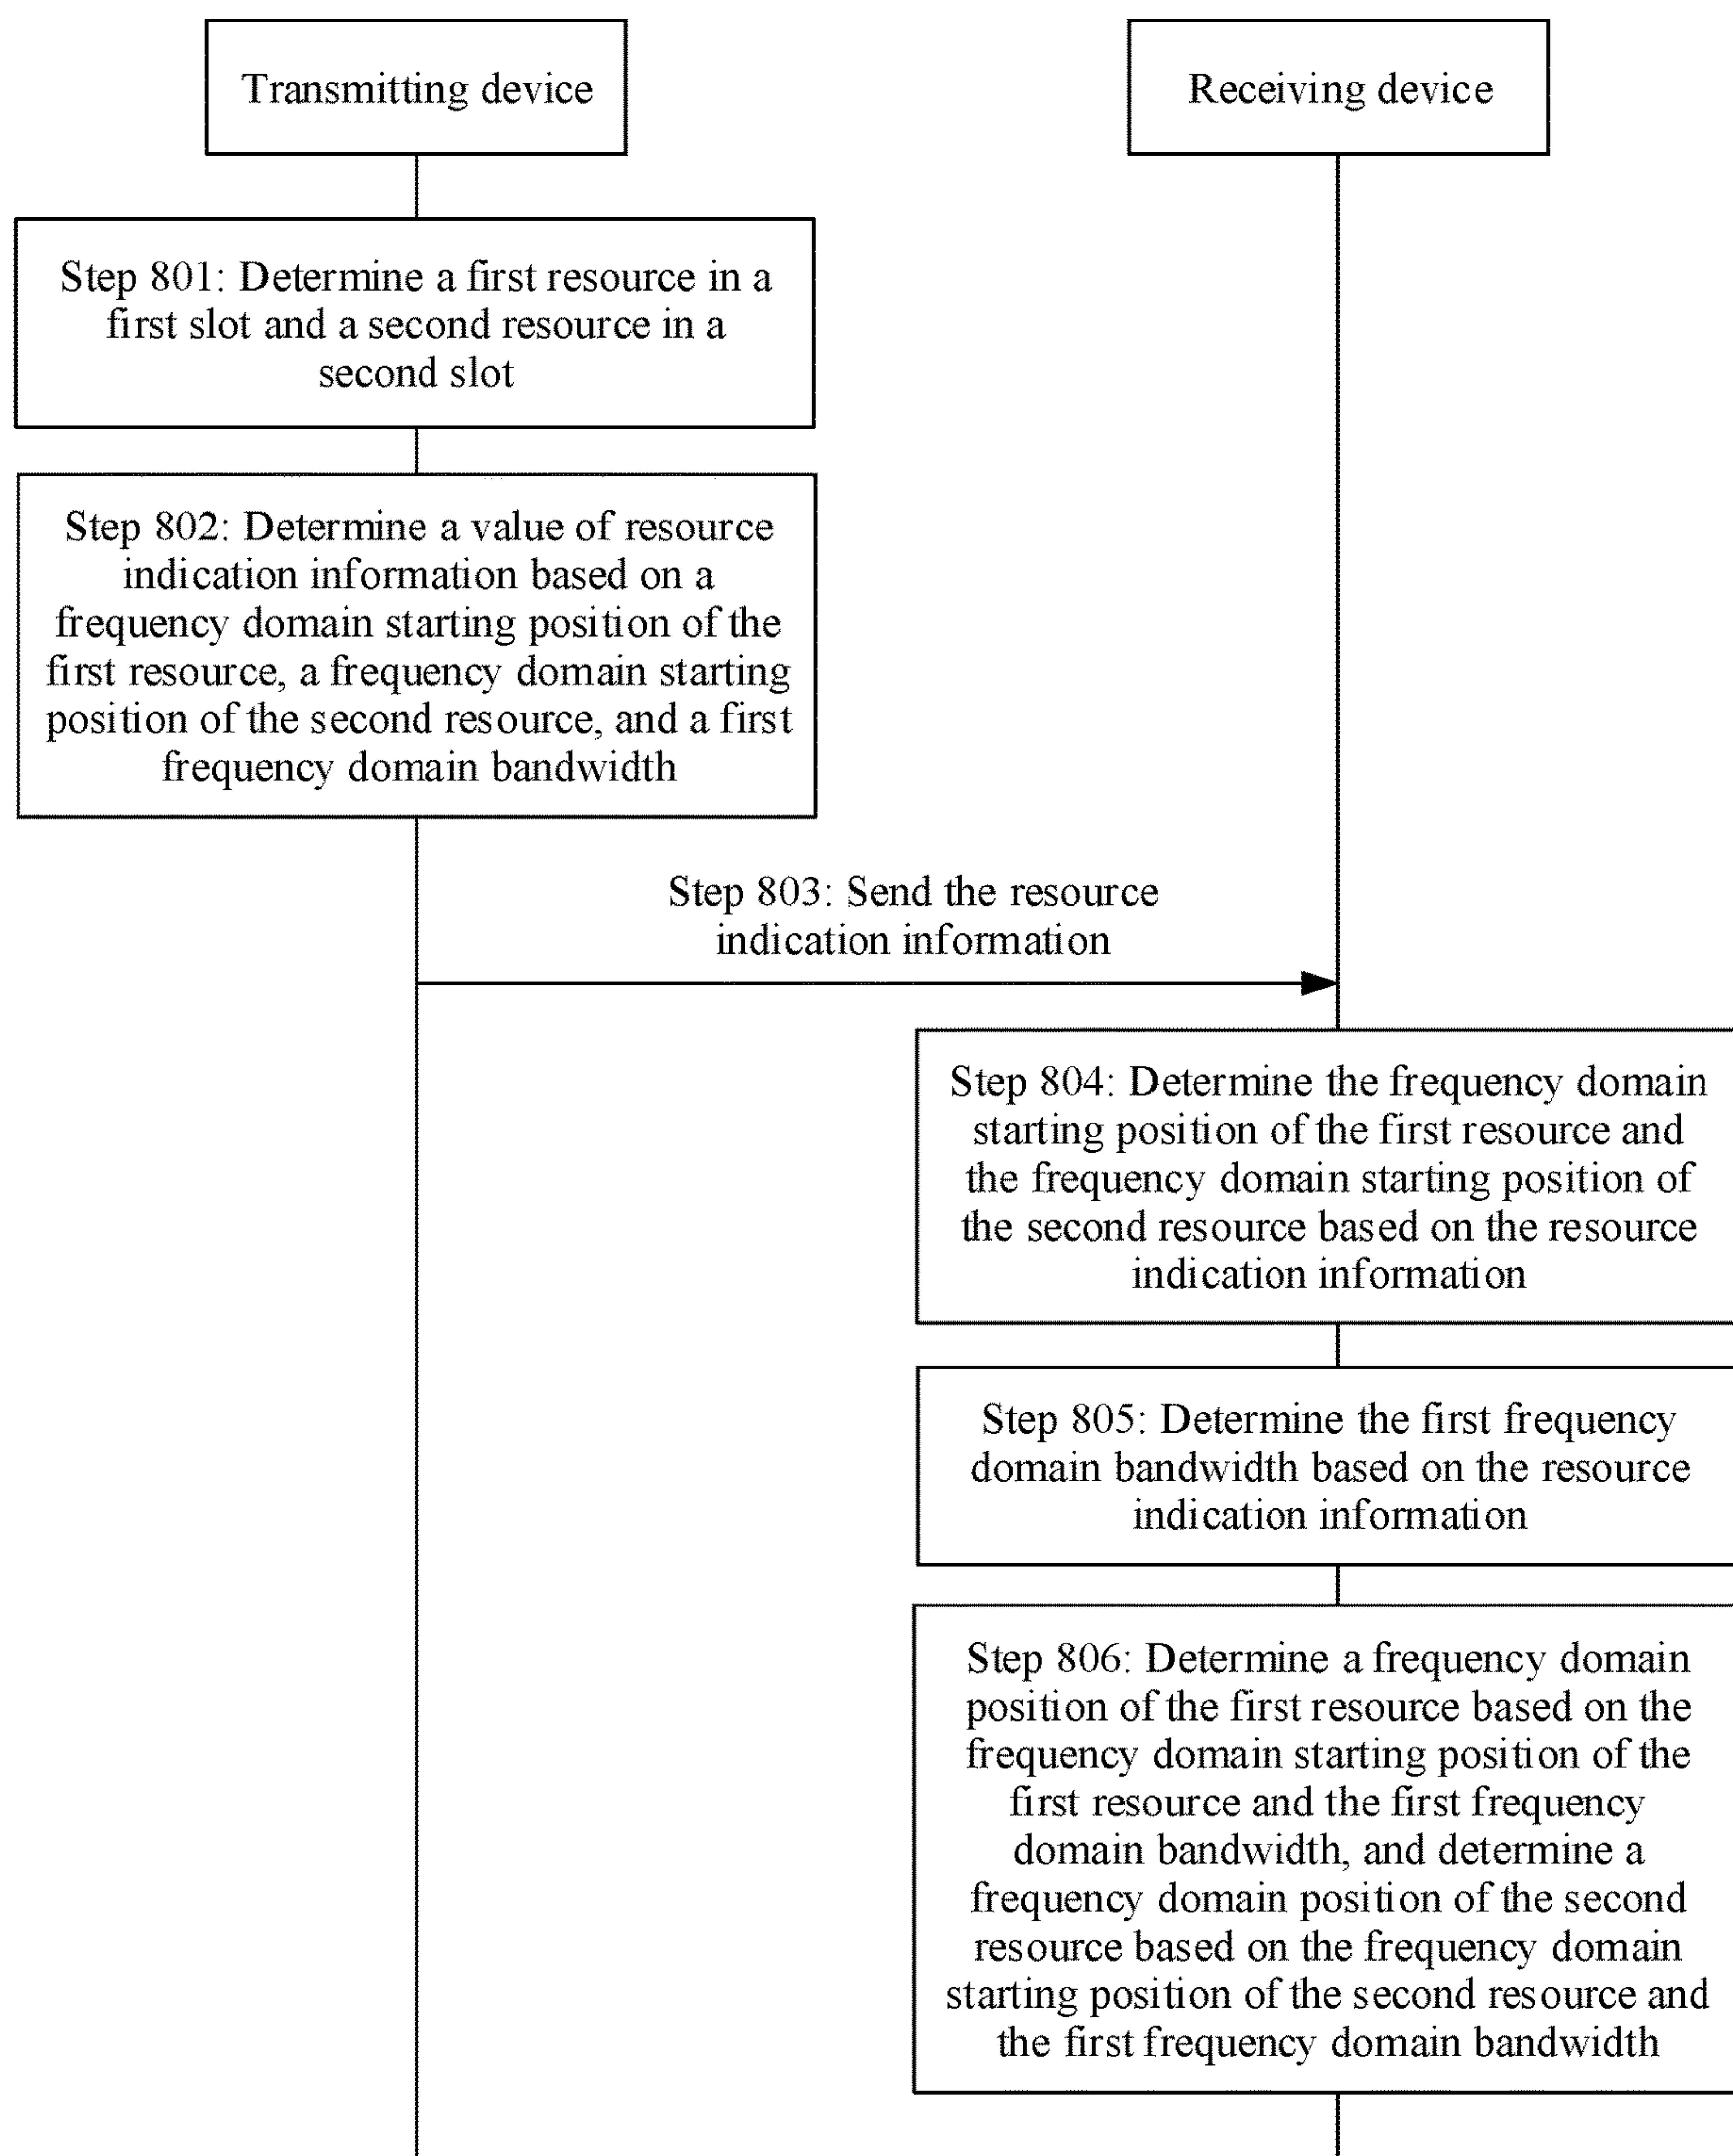 Transmitting device
Receiving device
Step 801: Determine a first resource in a
first slot and a second resource in a
second slot
Step 802: Determine a value of resource
indication information based on a
frequency domain starting position of the
first resource, a frequency domain starting
position of the second resource, and a first
frequency domain bandwidth
Step 803: Send the resource
indication information
Step 804: Determine the frequency domain
starting position of the first resource and
the frequency domain starting position of
the second resource based on the resource
indication information
Step 805: Determine the first frequency
domain bandwidth based on the resource
indication information
Step 806: Determine a frequency domain
position of the first resource based on the
frequency domain starting position of the
first resource and the first frequency
domain bandwidth, and determine a
frequency domain position of the second
resource based on the frequency domain
starting position of the second resource and
the first frequency domain bandwidth